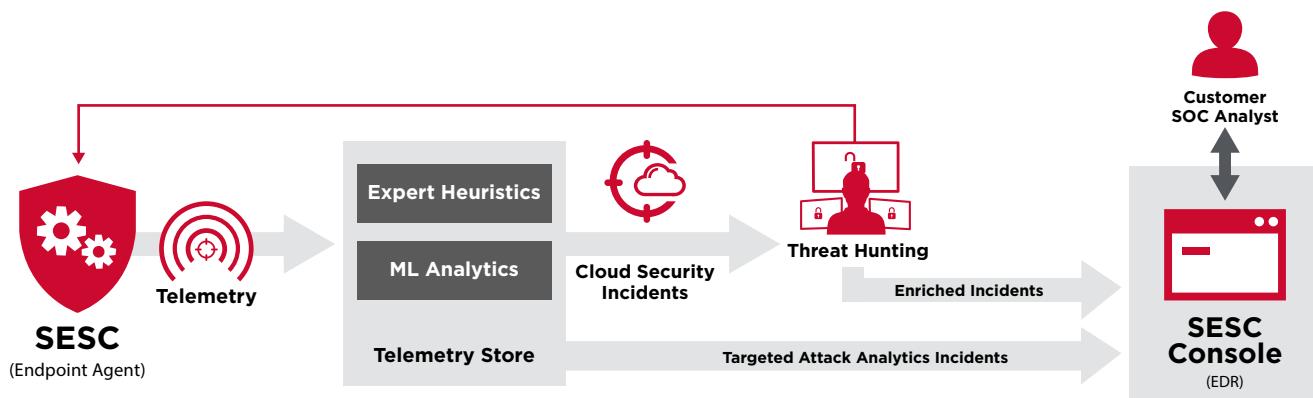 SESC
(Endpoint Agent)
Telemetry
Expert Heuristics
ML Analytics
Telemetry Store
Cloud Security
Incidents
Threat Hunting
Enriched Incidents
Targeted Attack Analytics Incidents
Customer
SOC Analyst
SESC
Console
(EDR)